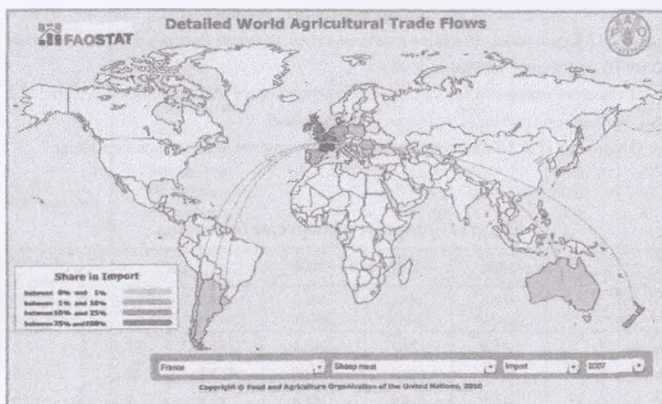 FAOSTAT
Detailed World Agricultural Trade Flows
Share in Import
between 0% and 1%
between 1% and 10%
between 10% and 25%
between 25% and 100%
France
Sheep meat
Import
2007
Copyright © Food and Agriculture Organization of the United Nations, 2010